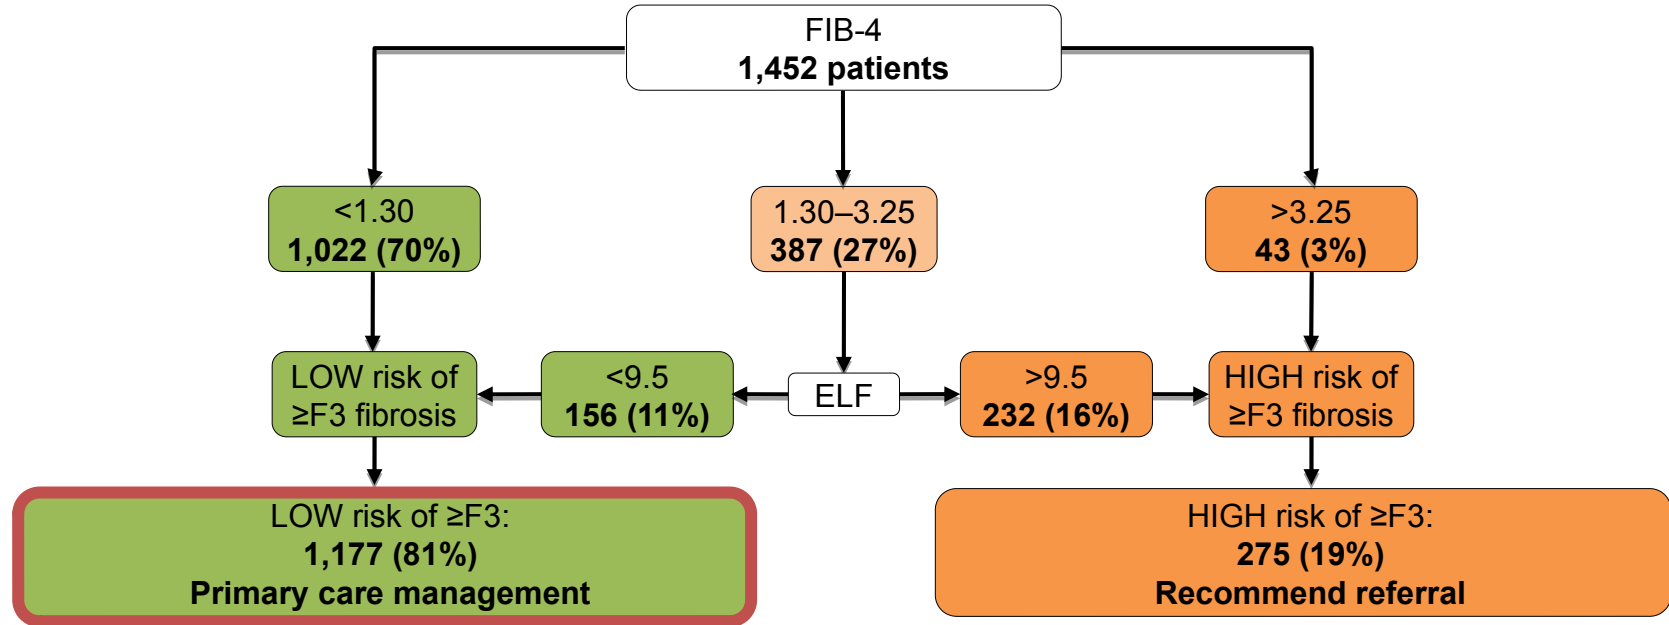 FIB-4
1,452 patients
<1.30
1,022 (70%)
1.30–3.25
387 (27%)
>3.25
43 (3%)
LOW risk of
≥F3 fibrosis
<9.5
156 (11%)
ELF
>9.5
232 (16%)
HIGH risk of
≥F3 fibrosis
LOW risk of ≥F3:
1,177 (81%)
Primary care management
HIGH risk of ≥F3:
275 (19%)
Recommend referral